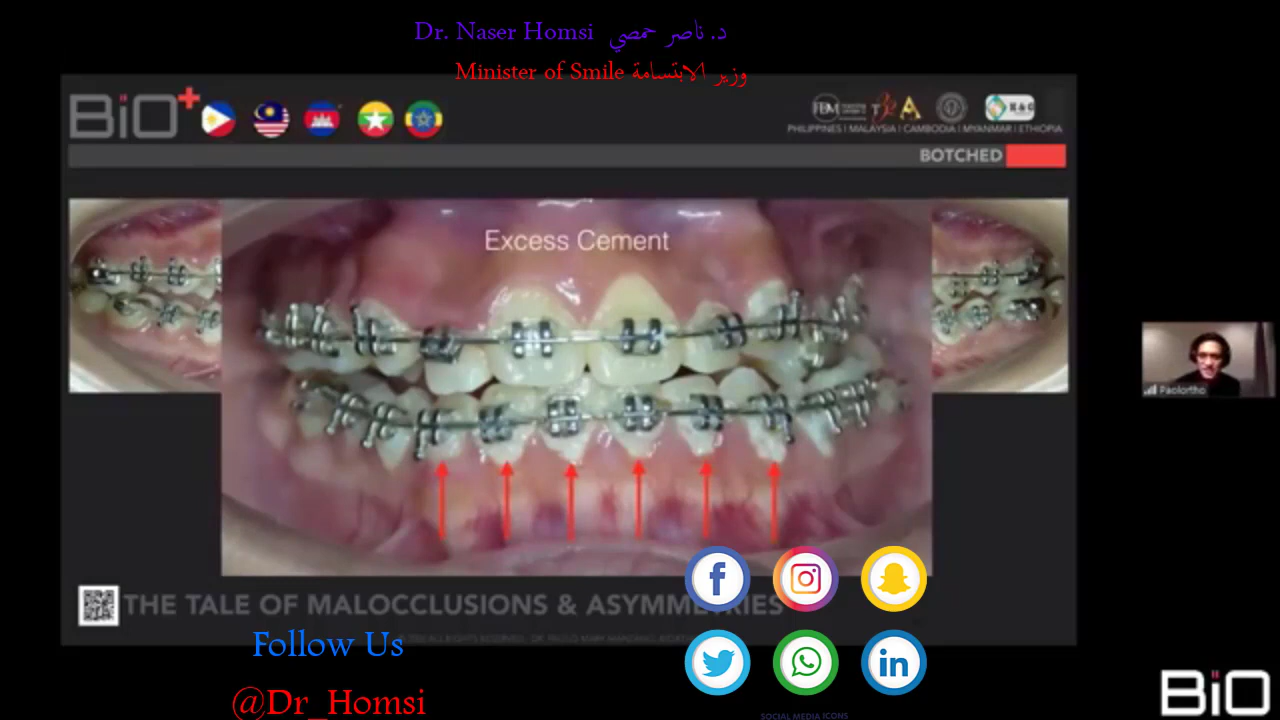 Dr. Naser Homsi د. ناصر حمصي
Minister of Smile وزير الابتسامة
BiO+
PHILIPPINES | MALAYSIA | CAMBODIA | MYANMAR | ETHIOPIA
BOTCHED
Excess Cement
Paolortho
THE TALE OF MALOCCLUSIONS & ASYMMETRIES
Follow Us
@Dr_Homsi
SOCIAL MEDIA ICONS
BiO